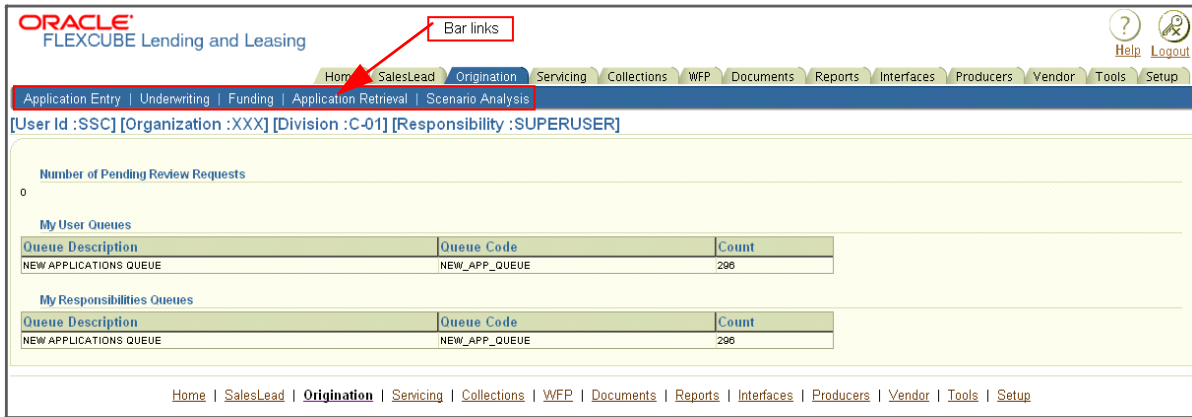 ORACLE
FLEXCUBE Lending and Leasing
Bar links
?
Help Logout
Home SalesLead Origination Servicing Collections WFP Documents Reports Interfaces Producers Vendor Tools Setup
Application Entry | Underwriting | Funding | Application Retrieval | Scenario Analysis
[User Id :SSC] [Organization :XXX] [Division :C-01] [Responsibility :SUPERUSER]
Number of Pending Review Requests
0
My User Queues
Queue Description Queue Code Count
NEW APPLICATIONS QUEUE NEW_APP_QUEUE 296
My Responsibilities Queues
Queue Description Queue Code Count
NEW APPLICATIONS QUEUE NEW_APP_QUEUE 296
Home | SalesLead | Origination | Servicing | Collections | WFP | Documents | Reports | Interfaces | Producers | Vendor | Tools | Setup